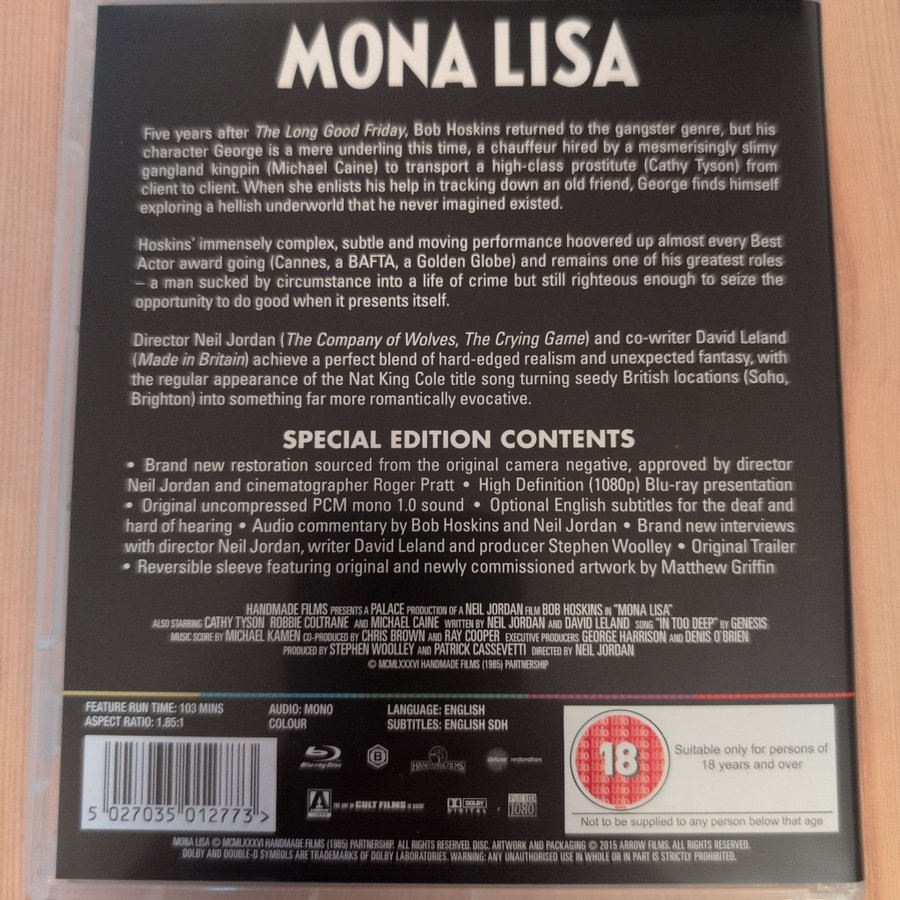 MONA LISA
Five years after The Long Good Friday, Bob Hoskins returned to the gangster genre, but his
character George is a mere underling this time, a chauffeur hired by a mesmerisingly slimy
gangland kingpin (Michael Caine) to transport a high-class prostitute (Cathy Tyson) from
client to client. When she enlists his help in tracking down an old friend, George finds himself
exploring a hellish underworld that he never imagined existed.
Hoskins' immensely complex, subtle and moving performance hoovered up almost every Best
Actor award going (Cannes, a BAFTA, a Golden Globe) and remains one of his greatest roles
– a man sucked by circumstance into a life of crime but still righteous enough to seize the
opportunity to do good when it presents itself.
Director Neil Jordan (The Company of Wolves, The Crying Game) and co-writer David Leland
(Made in Britain) achieve a perfect blend of hard-edged realism and unexpected fantasy, with
the regular appearance of the Nat King Cole title song turning seedy British locations (Soho,
Brighton) into something far more romantically evocative.
SPECIAL EDITION CONTENTS
• Brand new restoration sourced from the original camera negative, approved by director
Neil Jordan and cinematographer Roger Pratt • High Definition (1080p) Blu-ray presentation
• Original uncompressed PCM mono 1.0 sound • Optional English subtitles for the deaf and
hard of hearing • Audio commentary by Bob Hoskins and Neil Jordan • Brand new interviews
with director Neil Jordan, writer David Leland and producer Stephen Woolley • Original Trailer
• Reversible sleeve featuring original and newly commissioned artwork by Matthew Griffin
HANDMADE FILMS PRESENTS A PALACE PRODUCTION OF A NEIL JORDAN FILM BOB HOSKINS IN "MONA LISA"
ALSO STARRING CATHY TYSON ROBBIE COLTRANE AND MICHAEL CAINE WRITTEN BY NEIL JORDAN AND DAVID LELAND SONG "IN TOO DEEP" BY GENESIS
MUSIC SCORE BY MICHAEL KAMEN CO-PRODUCED BY CHRIS BROWN AND RAY COOPER EXECUTIVE PRODUCERS GEORGE HARRISON AND DENIS O'BRIEN
PRODUCED BY STEPHEN WOOLLEY AND PATRICK CASSEVETTI DIRECTED BY NEIL JORDAN
© MCMLXXXVI HANDMADE FILMS (1985) PARTNERSHIP
FEATURE RUN TIME: 103 MINS
ASPECT RATIO: 1.85:1
AUDIO: MONO
COLOUR
LANGUAGE: ENGLISH
SUBTITLES: ENGLISH SDH
5 027035 012773 >
Blu-ray Disc
B
HANDMADE FILMS
deluxe restoration
ARROW
THE ART OF CULT FILMS IS BACK!
DOLBY
DIGITAL
FULL HD
1080
18
Suitable only for persons of
18 years and over
Not to be supplied to any person below that age
MONA LISA © MCMLXXXVI HANDMADE FILMS (1985) PARTNERSHIP. ALL RIGHTS RESERVED. DISC, ARTWORK AND PACKAGING © 2015 ARROW FILMS. ALL RIGHTS RESERVED.
DOLBY AND DOUBLE-D SYMBOLS ARE TRADEMARKS OF DOLBY LABORATORIES. WARNING: ANY UNAUTHORISED USE IN WHOLE OR IN PART IS STRICTLY PROHIBITED.